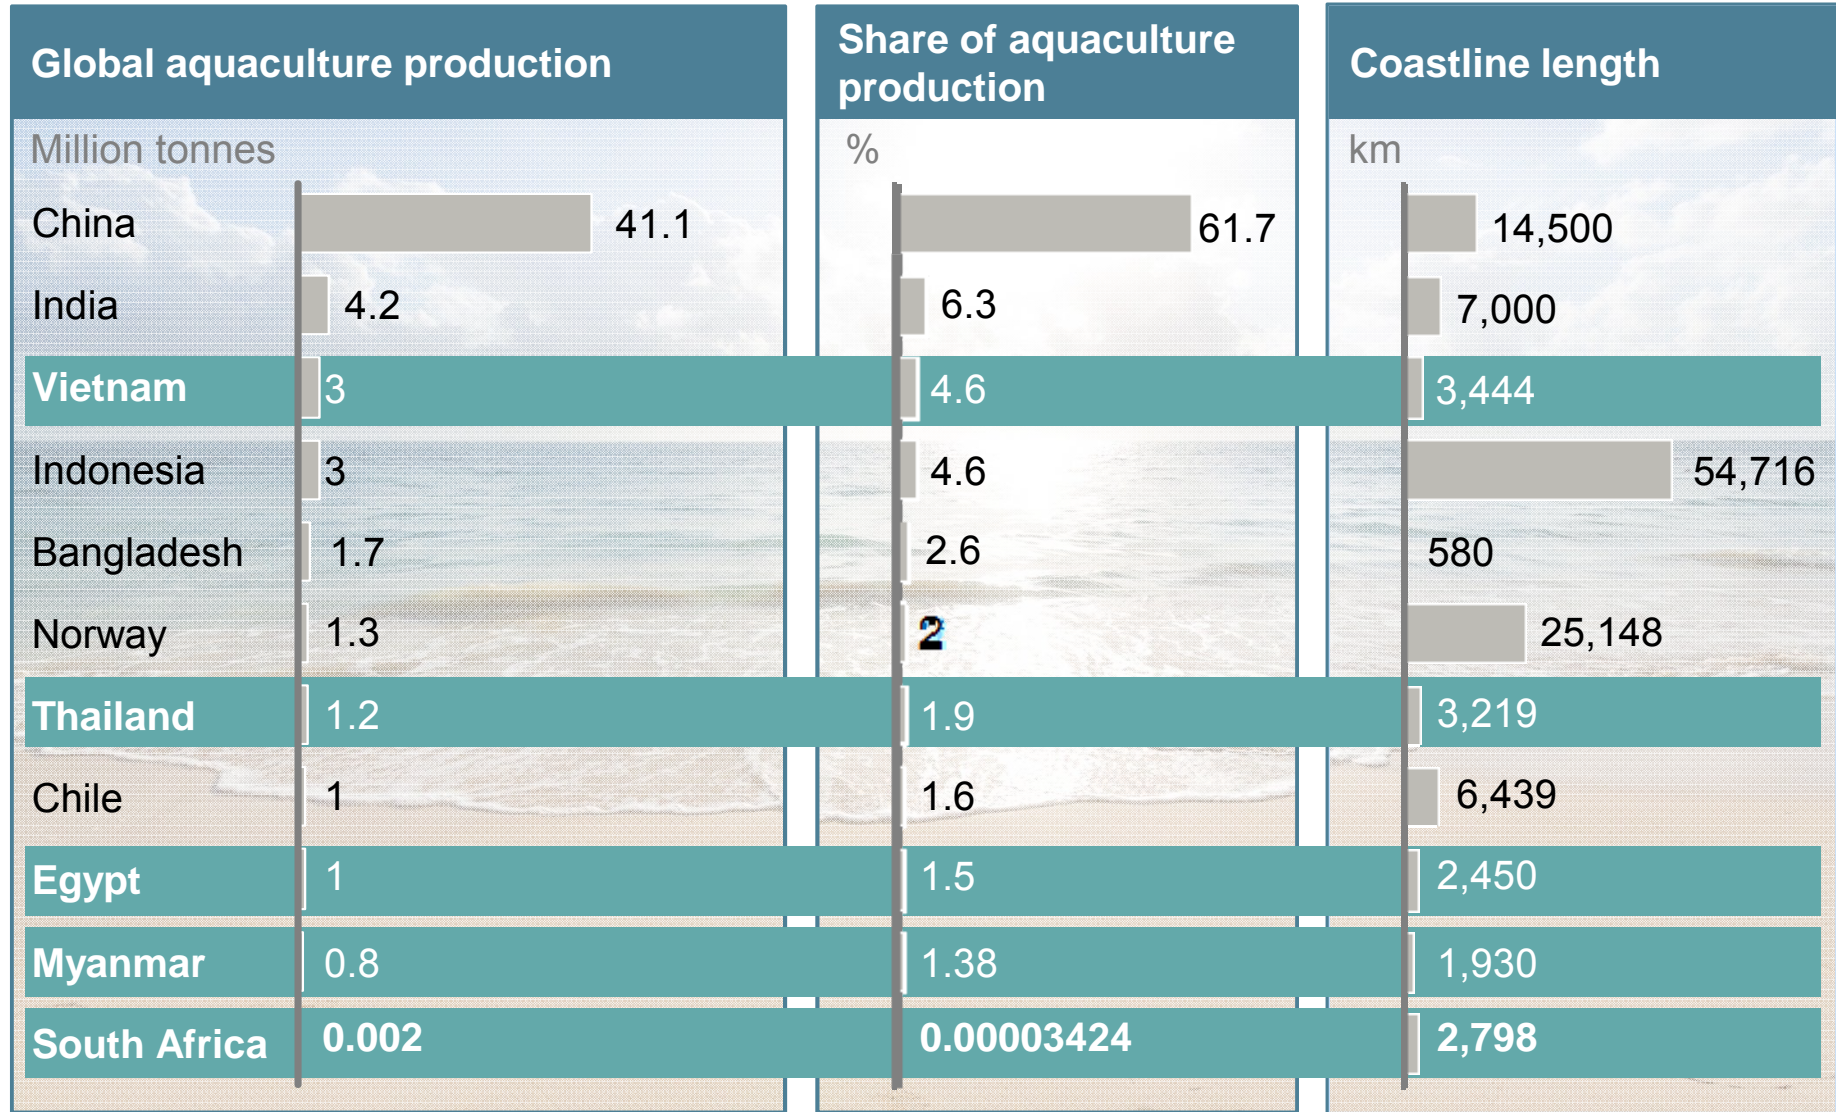 Global aquaculture production
Share of aquaculture
production
Coastline length
Million tonnes
%
km
China 41.1 61.7 14,500
India 4.2 6.3 7,000
Vietnam 3 4.6 3,444
Indonesia 3 4.6 54,716
Bangladesh 1.7 2.6 580
Norway 1.3 2 25,148
Thailand 1.2 1.9 3,219
Chile 1 1.6 6,439
Egypt 1 1.5 2,450
Myanmar 0.8 1.38 1,930
South Africa 0.002 0.00003424 2,798